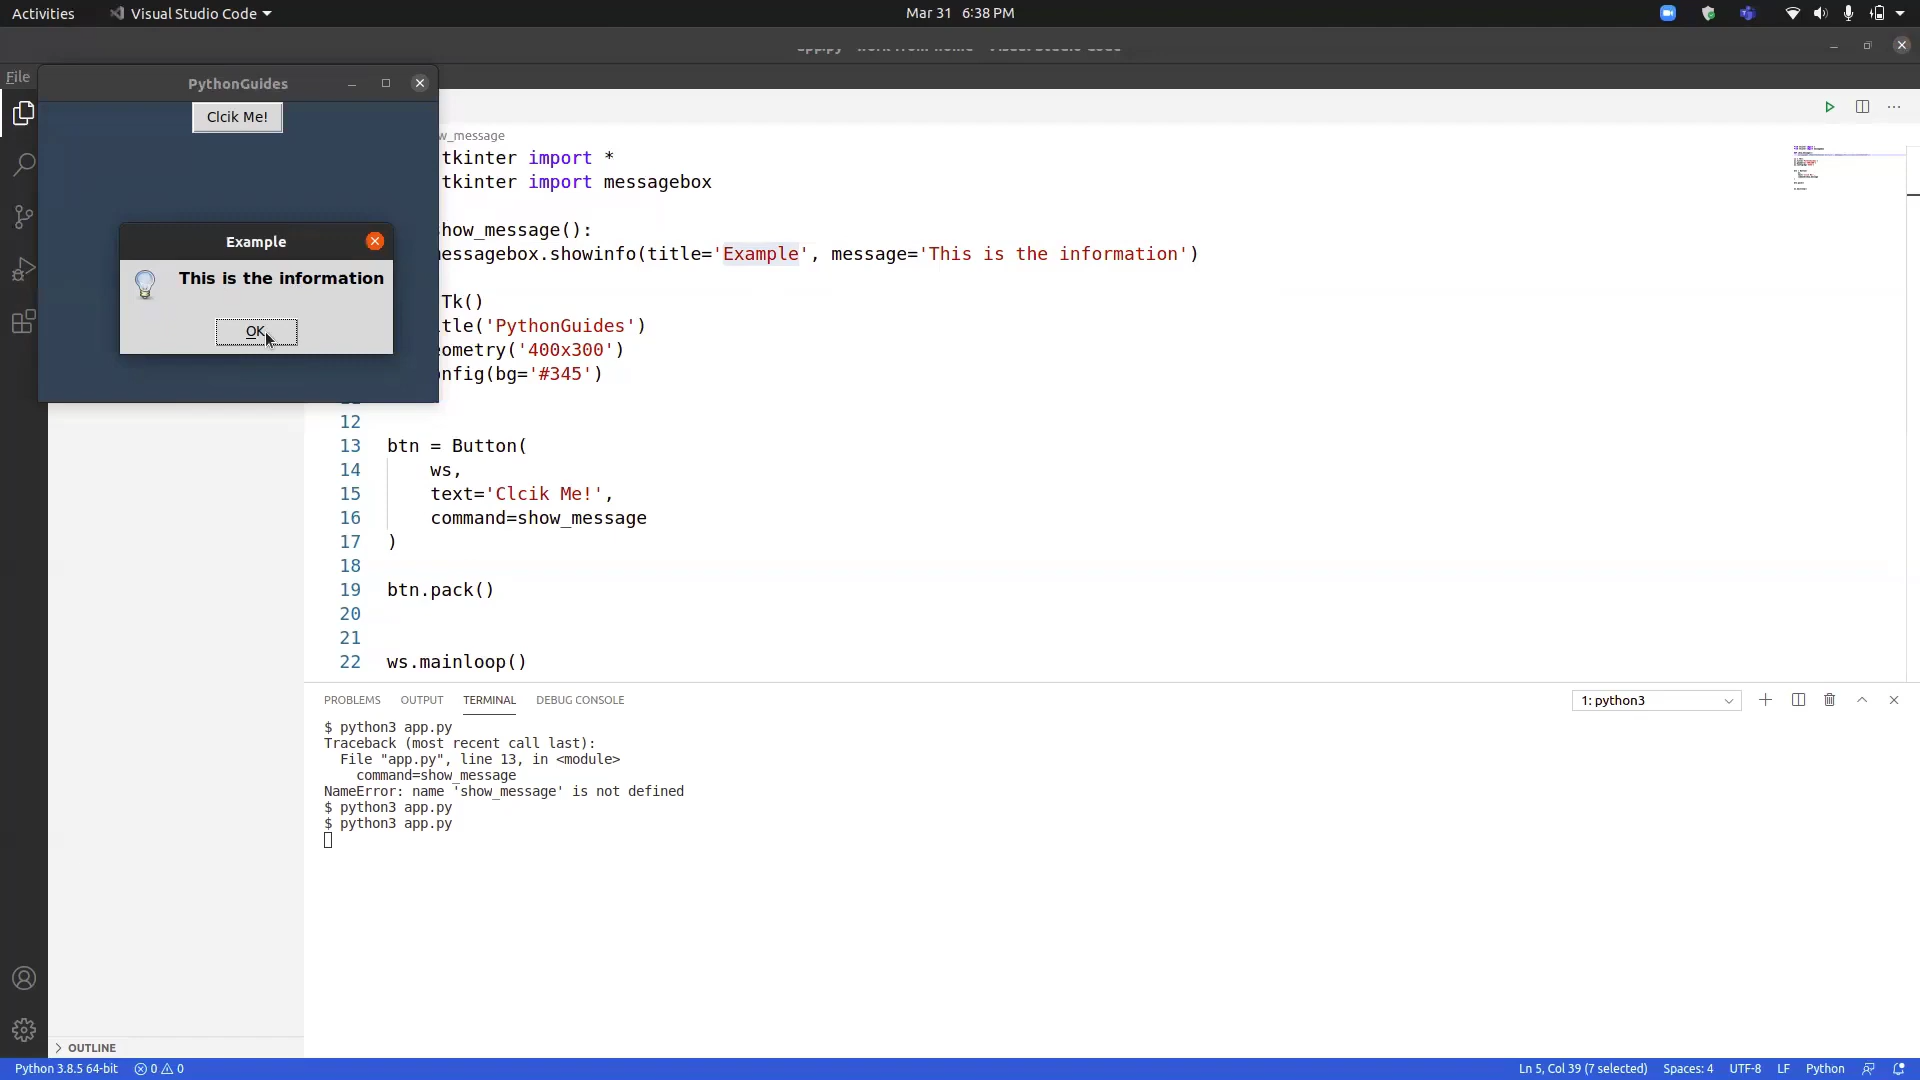 Activities
Visual Studio Code
Mar 31 6:38 PM
File
PythonGuides
Clcik Me!
Example
This is the information
OK
w_message
tkinter import *
tkinter import messagebox
how_message():
essagebox.showinfo(title='Example', message='This is the information')
Tk()
tle('PythonGuides')
eometry('400x300')
nfig(bg='#345')
12
13 btn = Button(
14 ws,
15 text='Clcik Me!',
16 command=show_message
17 )
18
19 btn.pack()
20
21
22 ws.mainloop()
PROBLEMS OUTPUT TERMINAL DEBUG CONSOLE
1: python3
$ python3 app.py
Traceback (most recent call last):
File "app.py", line 13, in <module>
command=show_message
NameError: name 'show_message' is not defined
$ python3 app.py
$ python3 app.py
OUTLINE
Python 3.8.5 64-bit 0 0
Ln 5, Col 39 (7 selected) Spaces: 4 UTF-8 LF Python